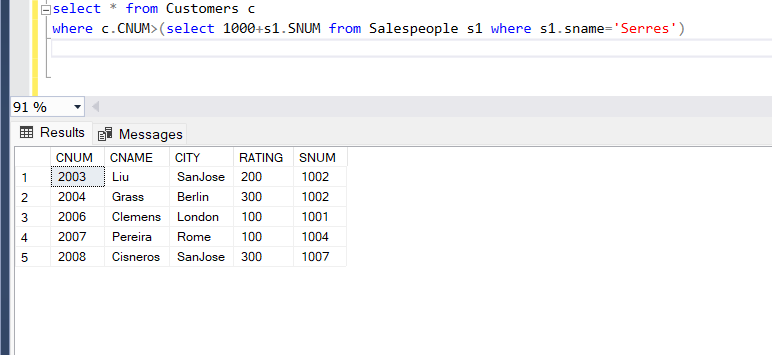 select * from Customers c
where c.CNUM>(select 1000+s1.SNUM from Salespeople s1 where s1.sname='Serres')
91 %
Results Messages
CNUM CNAME CITY RATING SNUM
1 2003 Liu SanJose 200 1002
2 2004 Grass Berlin 300 1002
3 2006 Clemens London 100 1001
4 2007 Pereira Rome 100 1004
5 2008 Cisneros SanJose 300 1007